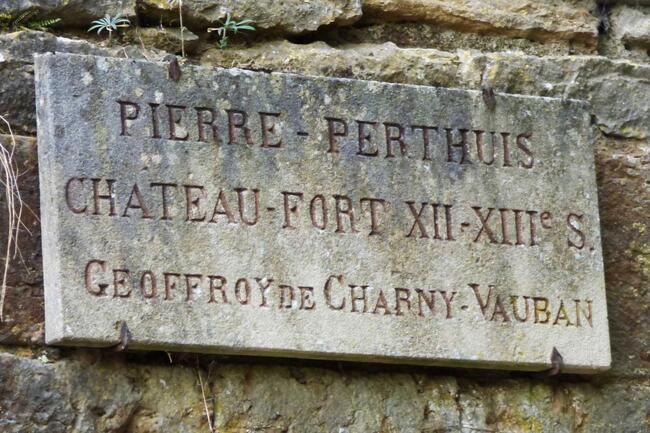 PIERRE - PERTHUIS
CHATEAU-FORT XII-XIIIe S.
GEOFFROY DE CHARNY-VAUBAN